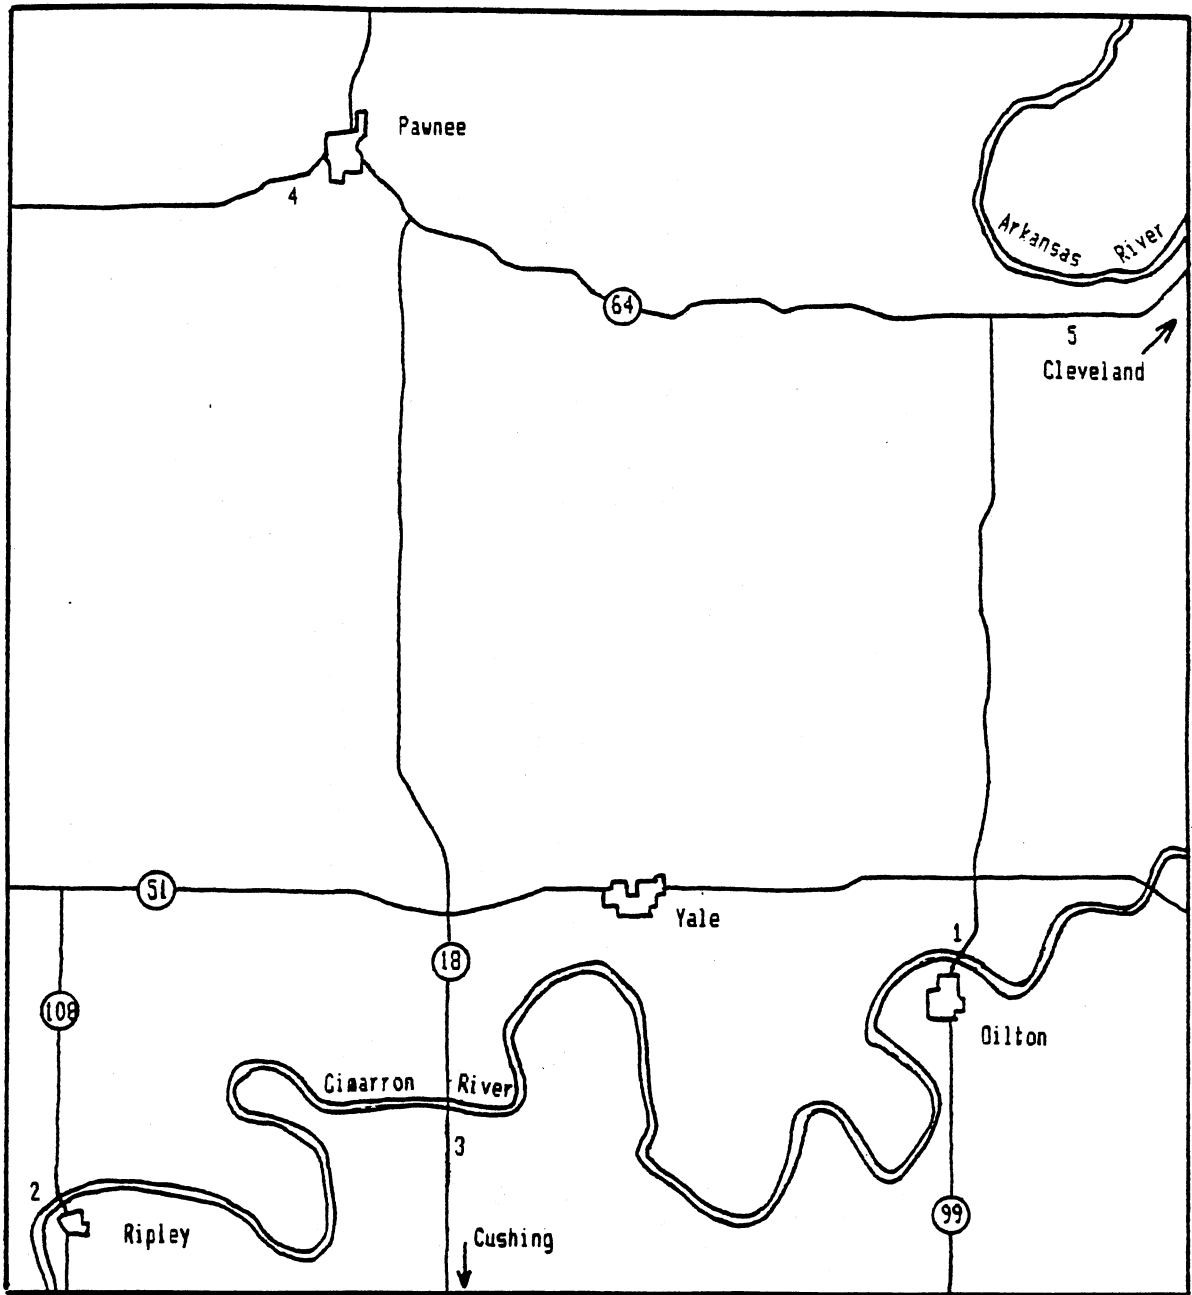 Pawnee
4
Arkansas River
64
5
Cleveland
51
Yale
1
18
108
Oilton
Cimarron River
3
2
99
Ripley
Cushing